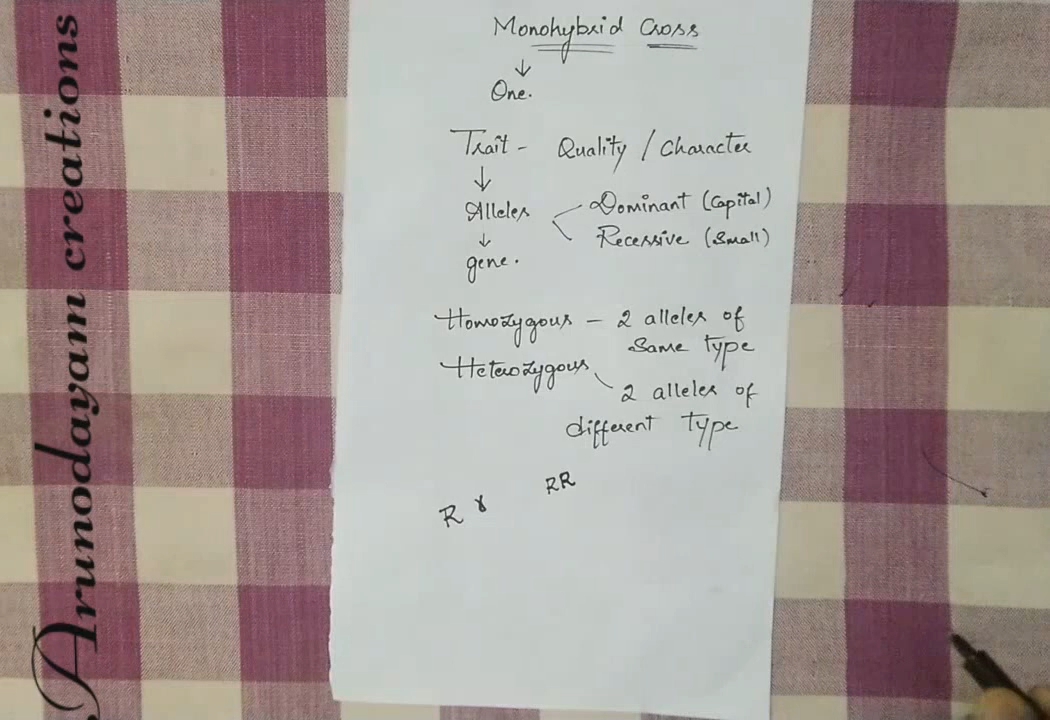 Arunodayam creations
Monohybrid Cross
↓
One.
Trait - Quality / Character
↓
Alleles < Dominant (Capital)
Recessive (Small)
↓
gene.
Homozygous - 2 alleles of
Same type
Heterozygous \ 2 alleles of
different type
RR
R r